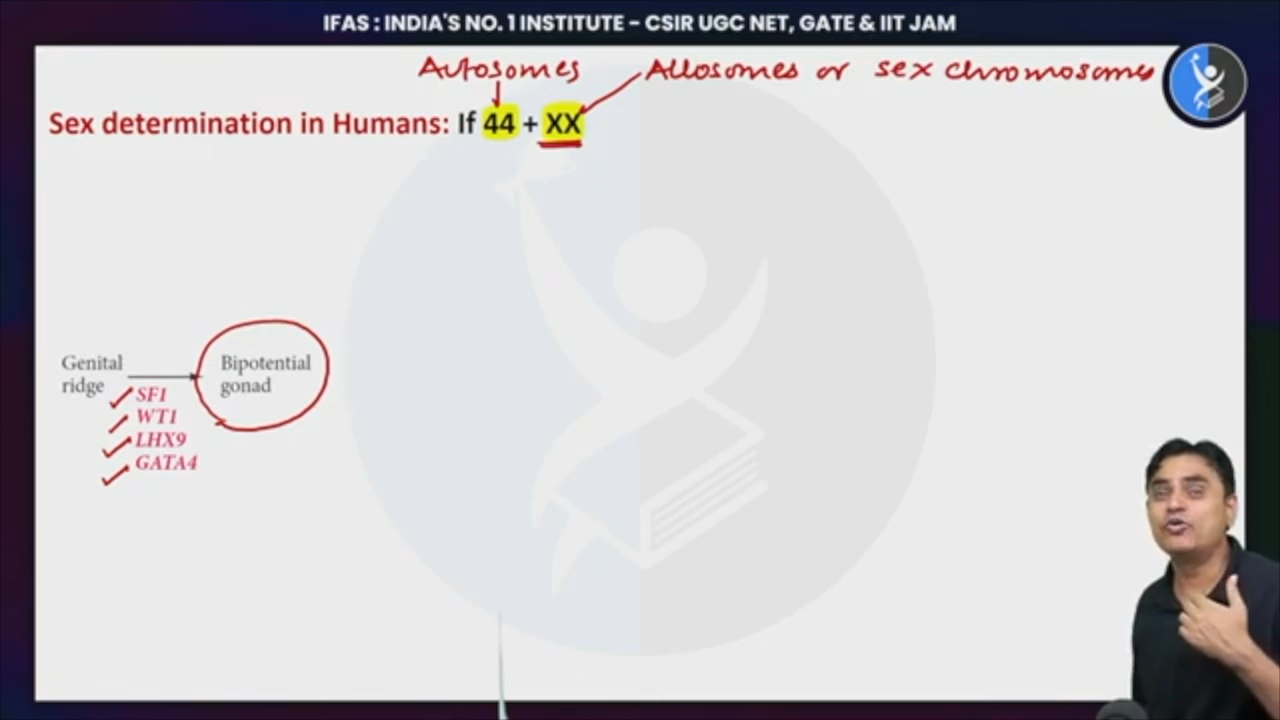 IFAS : INDIA'S NO. 1 INSTITUTE - CSIR UGC NET, GATE & IIT JAM
Autosomes Allosomes or sex chromosomes
Sex determination in Humans: If 44 + XX
Genital ridge
Bipotential gonad
SF1
WT1
LHX9
GATA4